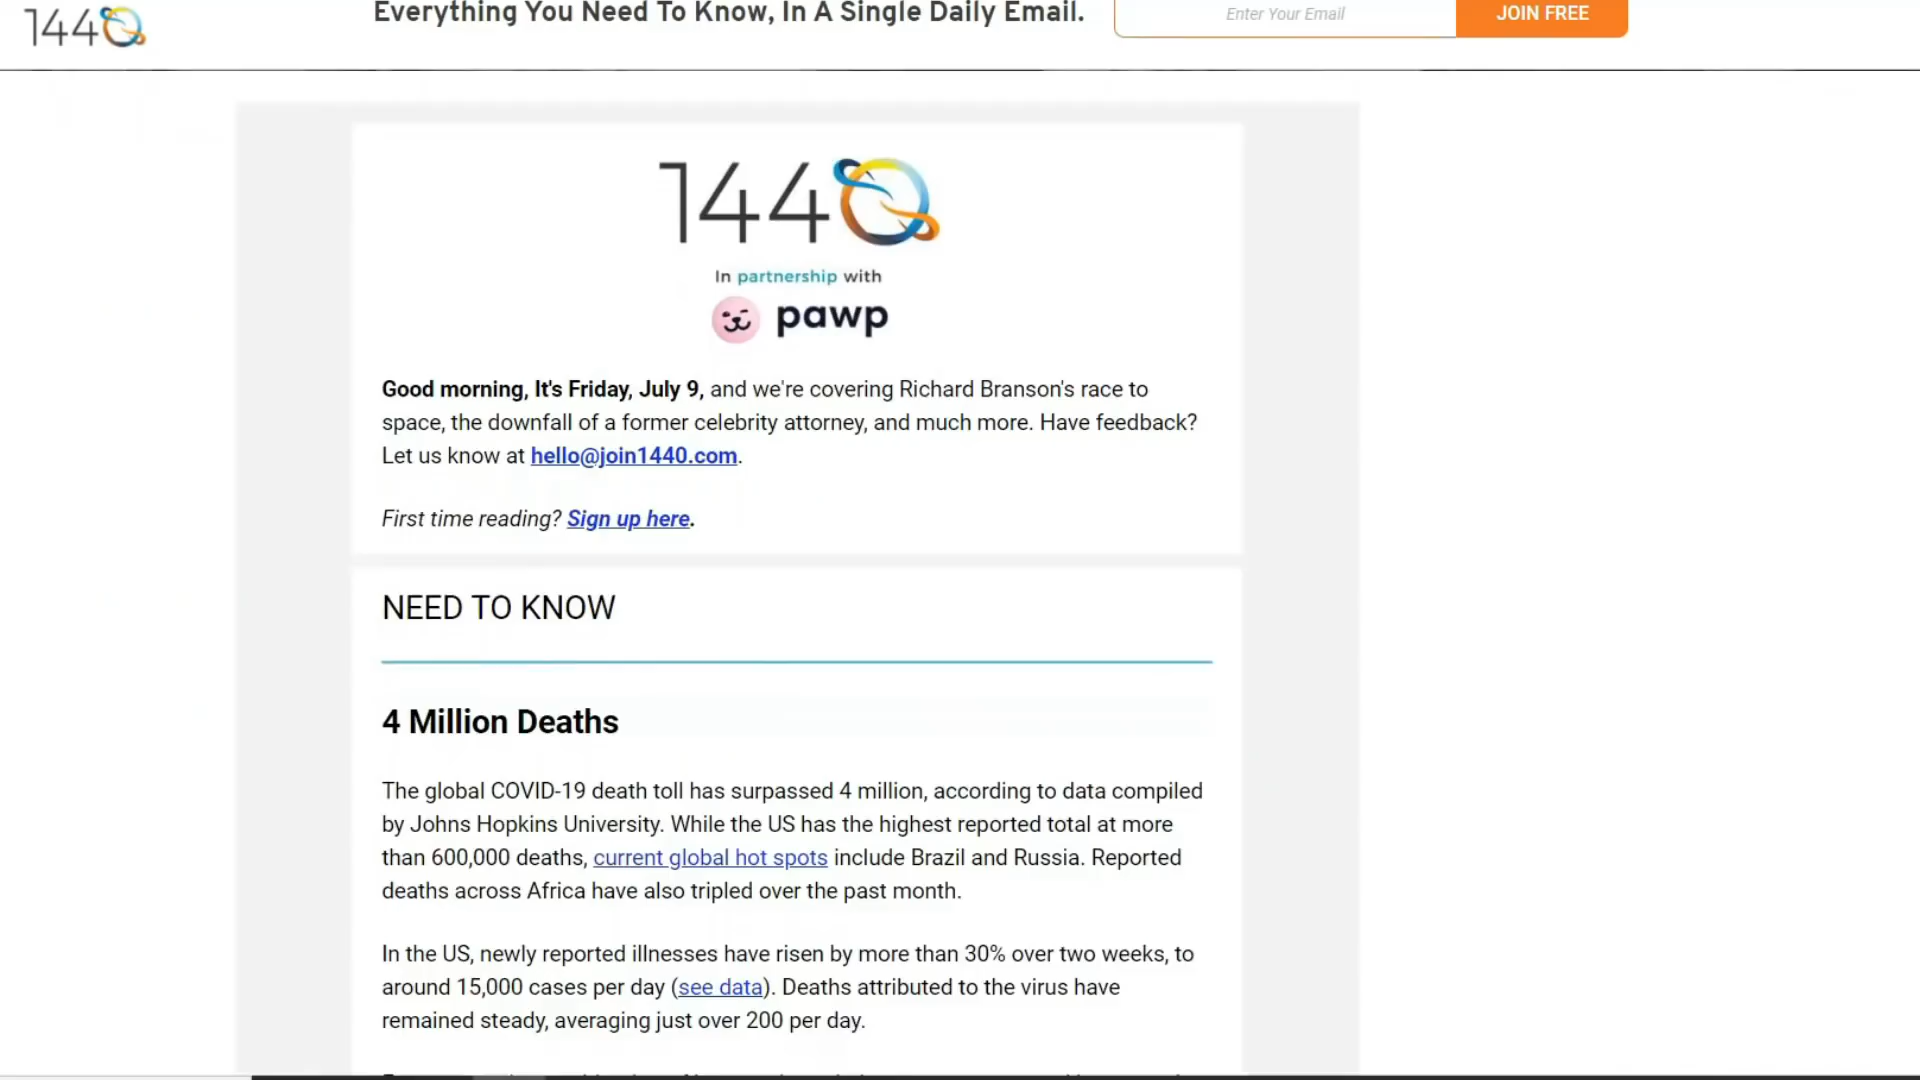 1440
Everything You Need To Know, In A Single Daily Email.
Enter Your Email
JOIN FREE
1440
In partnership with
pawp
Good morning, It's Friday, July 9, and we're covering Richard Branson's race to
space, the downfall of a former celebrity attorney, and much more. Have feedback?
Let us know at hello@join1440.com.
First time reading? Sign up here.
NEED TO KNOW
4 Million Deaths
The global COVID-19 death toll has surpassed 4 million, according to data compiled
by Johns Hopkins University. While the US has the highest reported total at more
than 600,000 deaths, current global hot spots include Brazil and Russia. Reported
deaths across Africa have also tripled over the past month.
In the US, newly reported illnesses have risen by more than 30% over two weeks, to
around 15,000 cases per day (see data). Deaths attributed to the virus have
remained steady, averaging just over 200 per day.